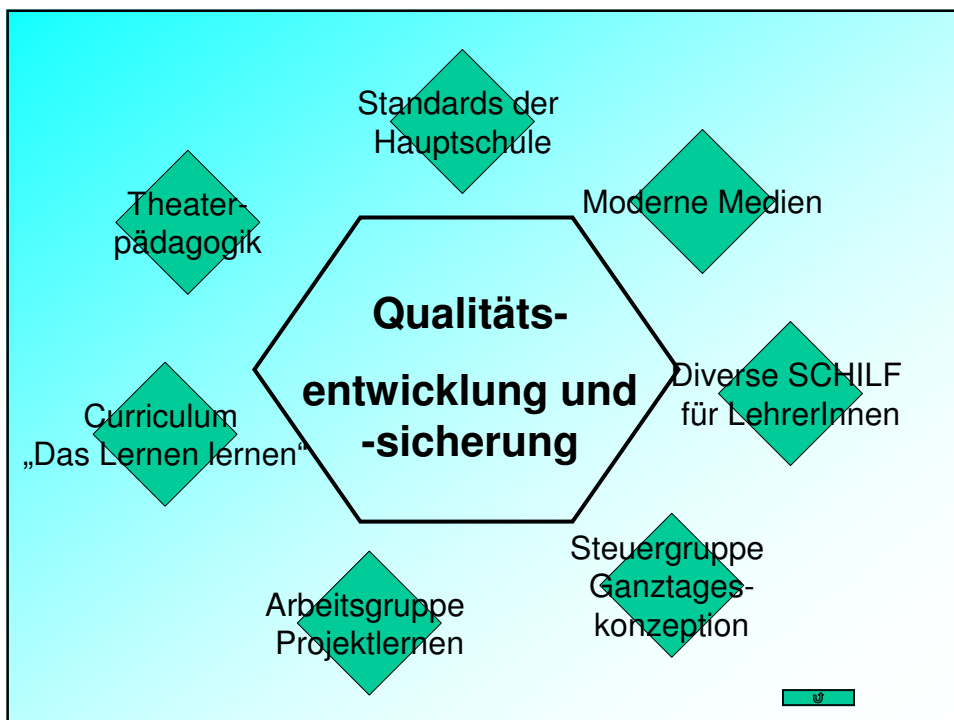 Standards der
Hauptschule
Theater-
pädagogik
Moderne Medien
Qualitäts-
entwicklung und
-sicherung
Diverse SCHILF
für LehrerInnen
Curriculum
„Das Lernen lernen“
Steuergruppe
Ganztages-
konzeption
Arbeitsgruppe
Projektlernen